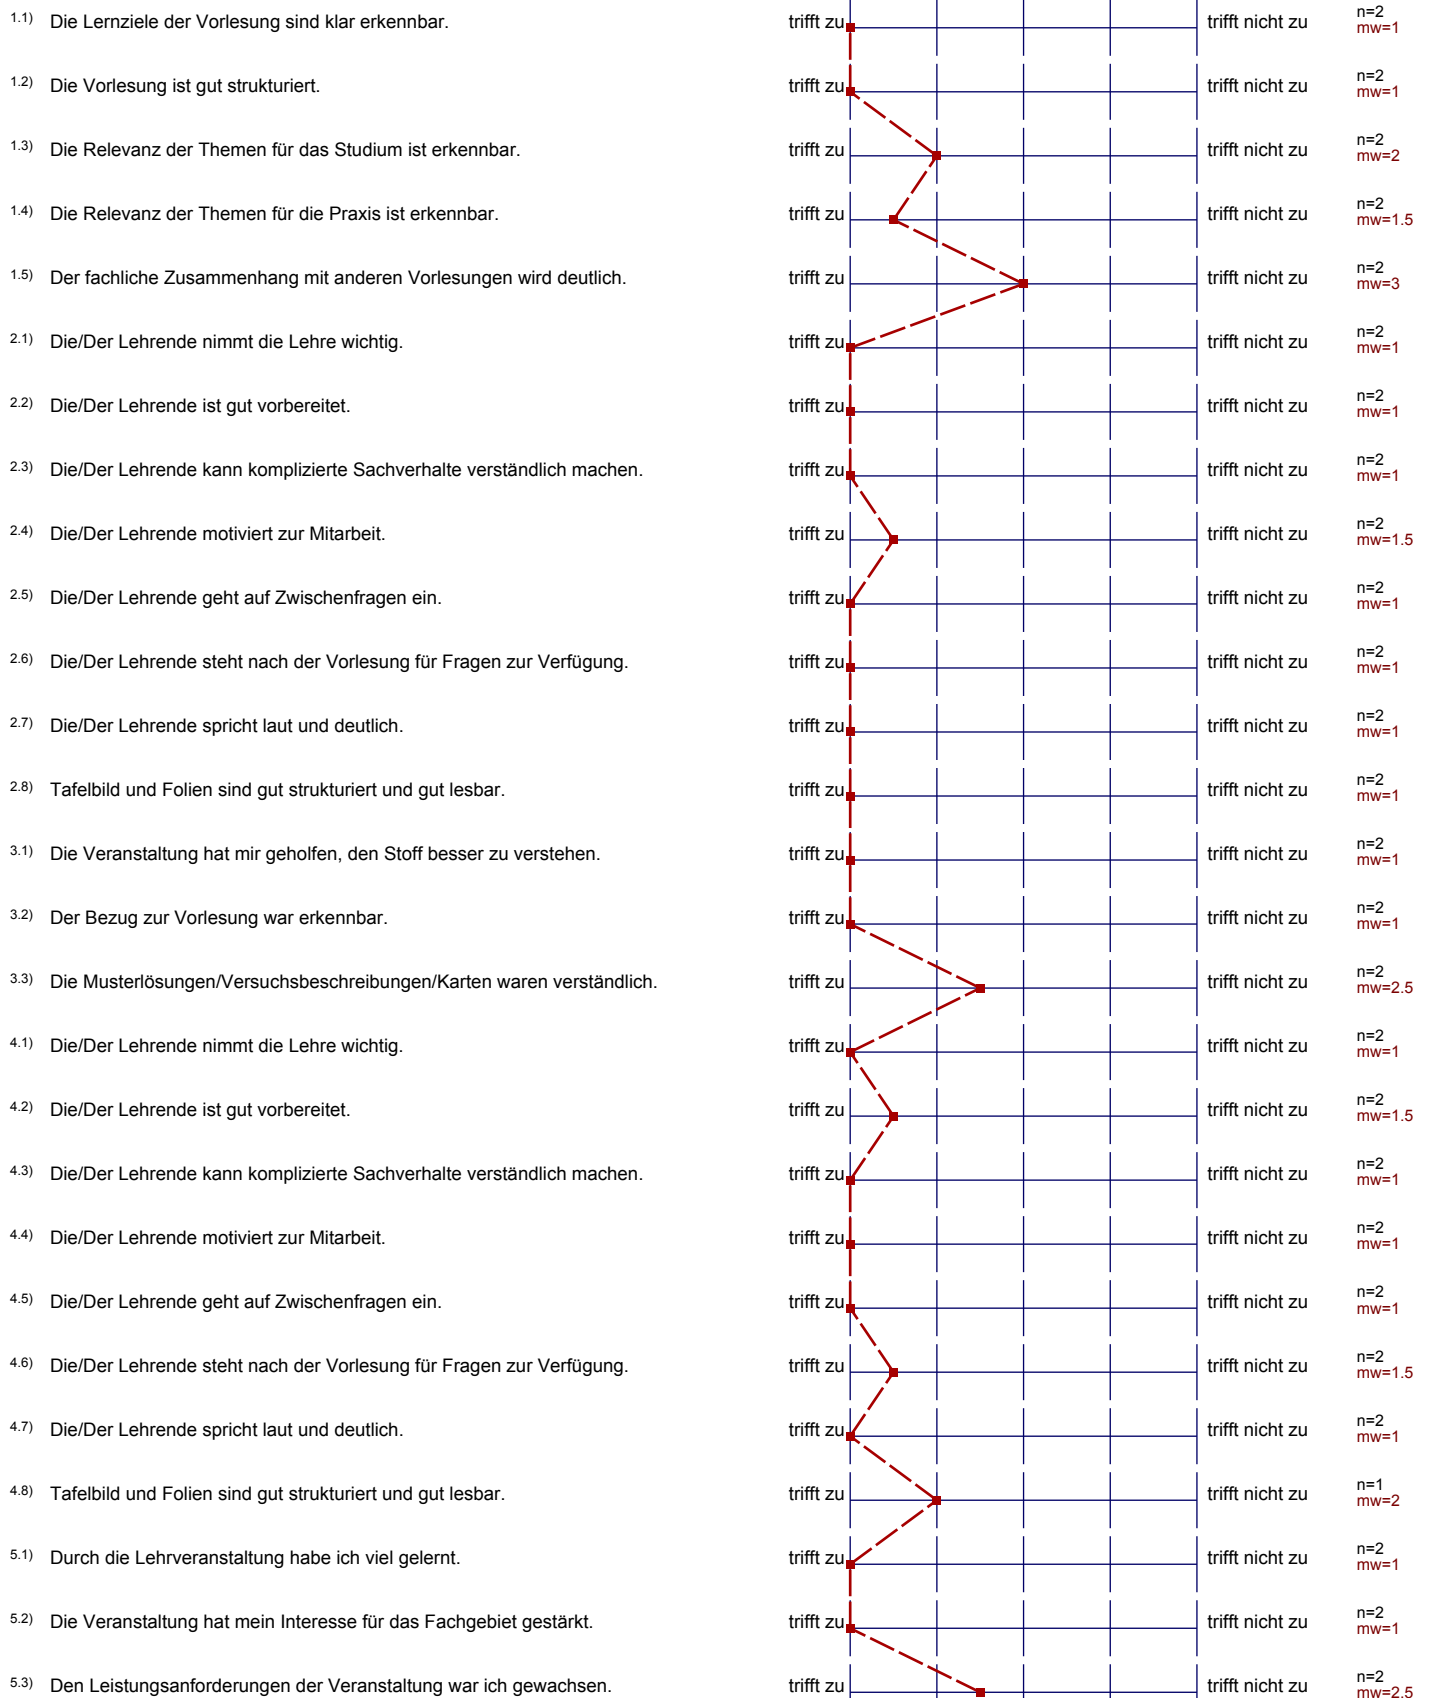 1.1) Die Lernziele der Vorlesung sind klar erkennbar. trifft zu trifft nicht zu n=2 mw=1
1.2) Die Vorlesung ist gut strukturiert. trifft zu trifft nicht zu n=2 mw=1
1.3) Die Relevanz der Themen für das Studium ist erkennbar. trifft zu trifft nicht zu n=2 mw=2
1.4) Die Relevanz der Themen für die Praxis ist erkennbar. trifft zu trifft nicht zu n=2 mw=1.5
1.5) Der fachliche Zusammenhang mit anderen Vorlesungen wird deutlich. trifft zu trifft nicht zu n=2 mw=3
2.1) Die/Der Lehrende nimmt die Lehre wichtig. trifft zu trifft nicht zu n=2 mw=1
2.2) Die/Der Lehrende ist gut vorbereitet. trifft zu trifft nicht zu n=2 mw=1
2.3) Die/Der Lehrende kann komplizierte Sachverhalte verständlich machen. trifft zu trifft nicht zu n=2 mw=1
2.4) Die/Der Lehrende motiviert zur Mitarbeit. trifft zu trifft nicht zu n=2 mw=1.5
2.5) Die/Der Lehrende geht auf Zwischenfragen ein. trifft zu trifft nicht zu n=2 mw=1
2.6) Die/Der Lehrende steht nach der Vorlesung für Fragen zur Verfügung. trifft zu trifft nicht zu n=2 mw=1
2.7) Die/Der Lehrende spricht laut und deutlich. trifft zu trifft nicht zu n=2 mw=1
2.8) Tafelbild und Folien sind gut strukturiert und gut lesbar. trifft zu trifft nicht zu n=2 mw=1
3.1) Die Veranstaltung hat mir geholfen, den Stoff besser zu verstehen. trifft zu trifft nicht zu n=2 mw=1
3.2) Der Bezug zur Vorlesung war erkennbar. trifft zu trifft nicht zu n=2 mw=1
3.3) Die Musterlösungen/Versuchsbeschreibungen/Karten waren verständlich. trifft zu trifft nicht zu n=2 mw=2.5
4.1) Die/Der Lehrende nimmt die Lehre wichtig. trifft zu trifft nicht zu n=2 mw=1
4.2) Die/Der Lehrende ist gut vorbereitet. trifft zu trifft nicht zu n=2 mw=1.5
4.3) Die/Der Lehrende kann komplizierte Sachverhalte verständlich machen. trifft zu trifft nicht zu n=2 mw=1
4.4) Die/Der Lehrende motiviert zur Mitarbeit. trifft zu trifft nicht zu n=2 mw=1
4.5) Die/Der Lehrende geht auf Zwischenfragen ein. trifft zu trifft nicht zu n=2 mw=1
4.6) Die/Der Lehrende steht nach der Vorlesung für Fragen zur Verfügung. trifft zu trifft nicht zu n=2 mw=1.5
4.7) Die/Der Lehrende spricht laut und deutlich. trifft zu trifft nicht zu n=2 mw=1
4.8) Tafelbild und Folien sind gut strukturiert und gut lesbar. trifft zu trifft nicht zu n=1 mw=2
5.1) Durch die Lehrveranstaltung habe ich viel gelernt. trifft zu trifft nicht zu n=2 mw=1
5.2) Die Veranstaltung hat mein Interesse für das Fachgebiet gestärkt. trifft zu trifft nicht zu n=2 mw=1
5.3) Den Leistungsanforderungen der Veranstaltung war ich gewachsen. trifft zu trifft nicht zu n=2 mw=2.5